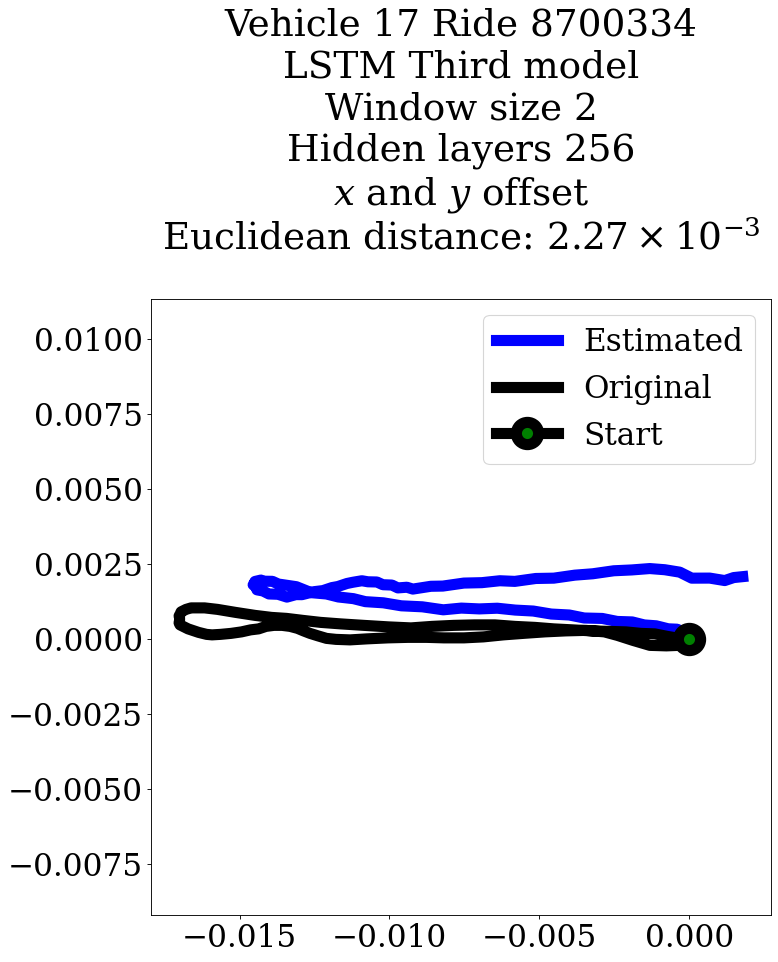 Vehicle 17 Ride 8700334
LSTM Third model
Window size 2
Hidden layers 256
x and y offset
Euclidean distance: 2.27 × 10⁻³
Estimated
Original
Start
0.0100
0.0075
0.0050
0.0025
0.0000
−0.0025
−0.0050
−0.0075
−0.015 −0.010 −0.005 0.000